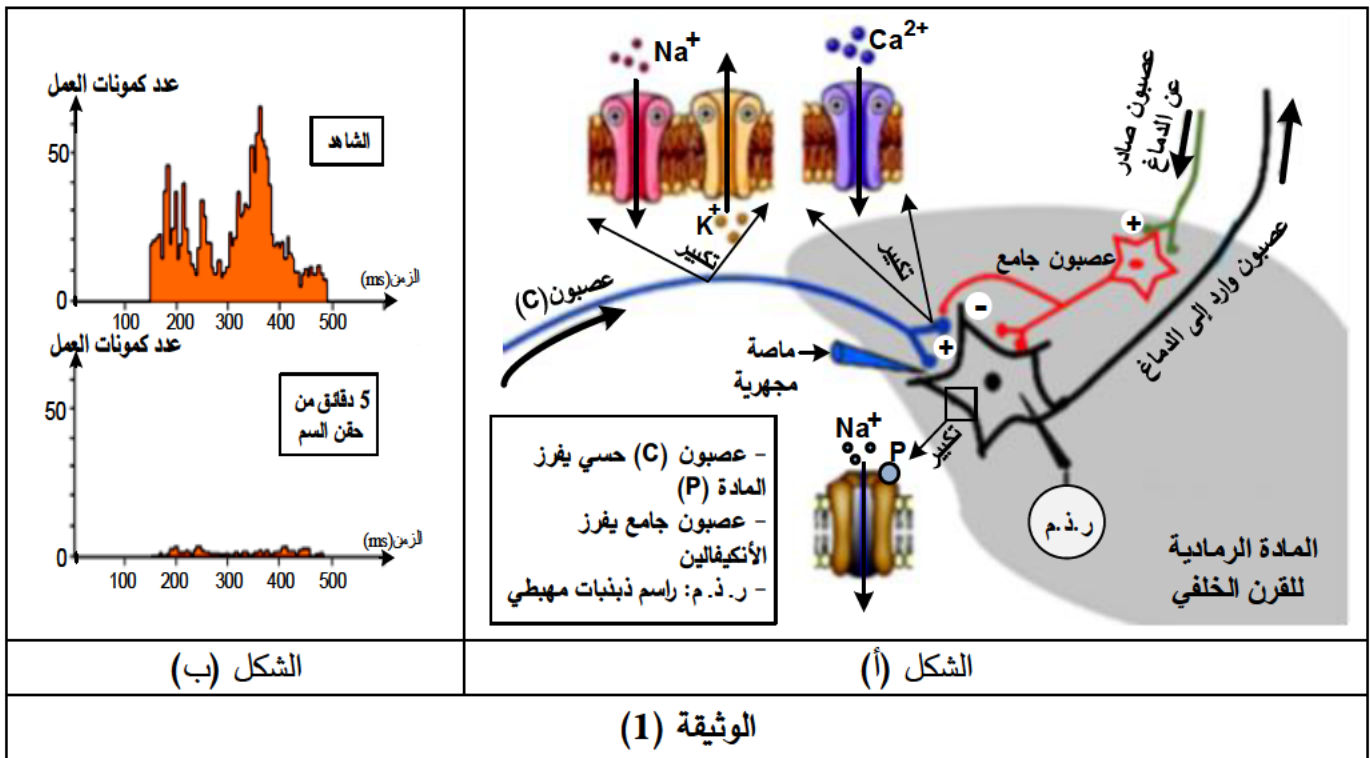 Na⁺
Ca²⁺
K⁺
تكبير
تكبير
عصبون صادر
عن الدماغ
عصبون وارد إلى الدماغ
+
عصبون جامع
عصبون (C)
-
+
ماصة
مجهرية
Na⁺
P
تكبير
ر.ذ.م
المادة الرمادية
للقرن الخلفي
- عصبون (C) حسي يفرز
المادة (P)
- عصبون جامع يفرز
الأنكيفالين
- ر. ذ. م: راسم ذبذبات مهبطي
الشكل (أ)
عدد كمونات العمل
الشاهد
50
0
100 200 300 400 500
الزمن(ms)
عدد كمونات العمل
5 دقائق من
حقن السم
50
0
100 200 300 400 500
الزمن(ms)
الشكل (ب)
الوثيقة (1)